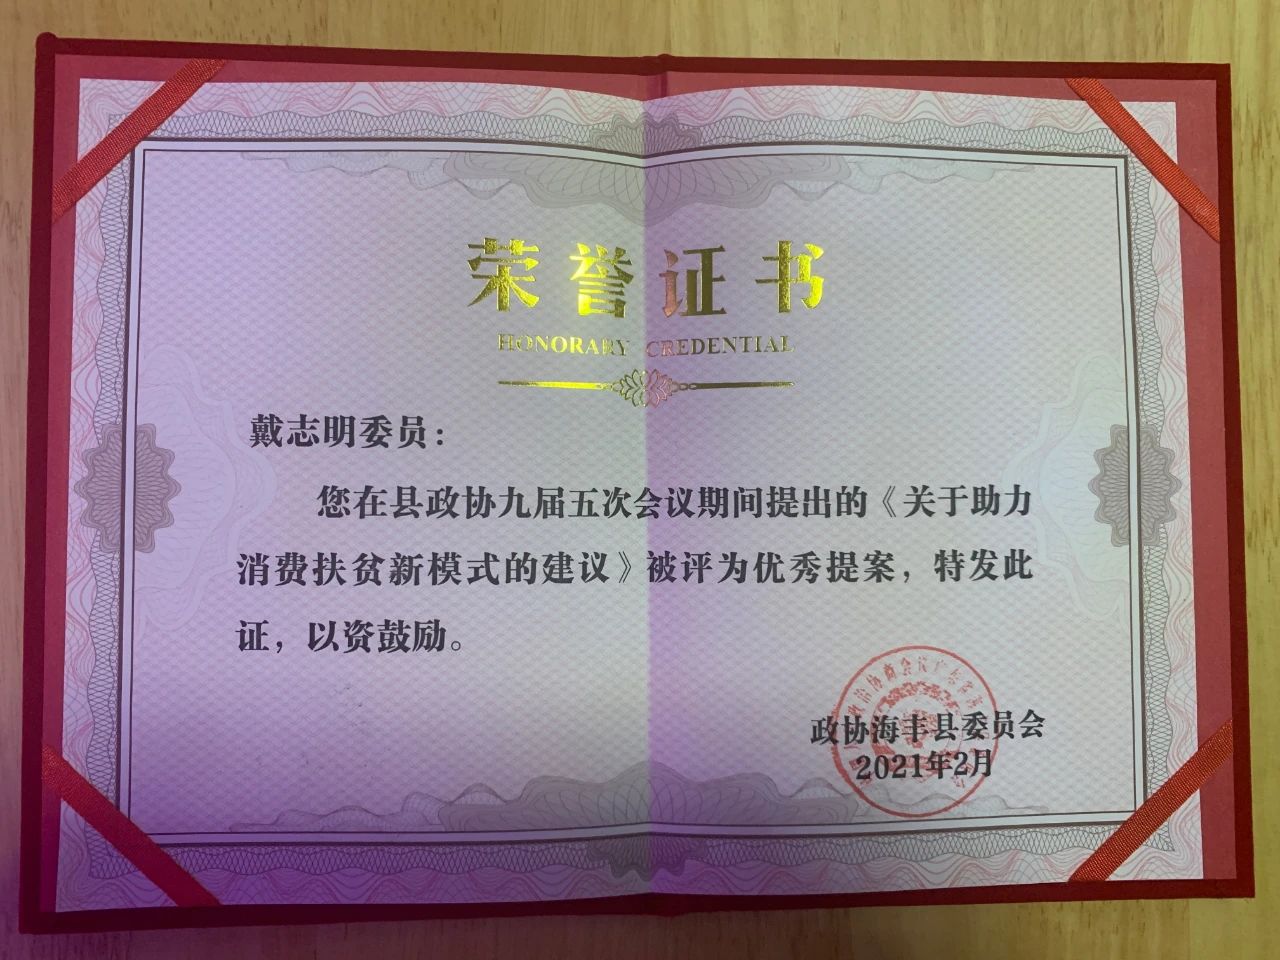 荣誉证书
HONORARY CREDENTIAL
戴志明委员：
您在县政协九届五次会议期间提出的《关于助力
消费扶贫新模式的建议》被评为优秀提案，特发此
证，以资鼓励。
政协海丰县委员会
2021年2月